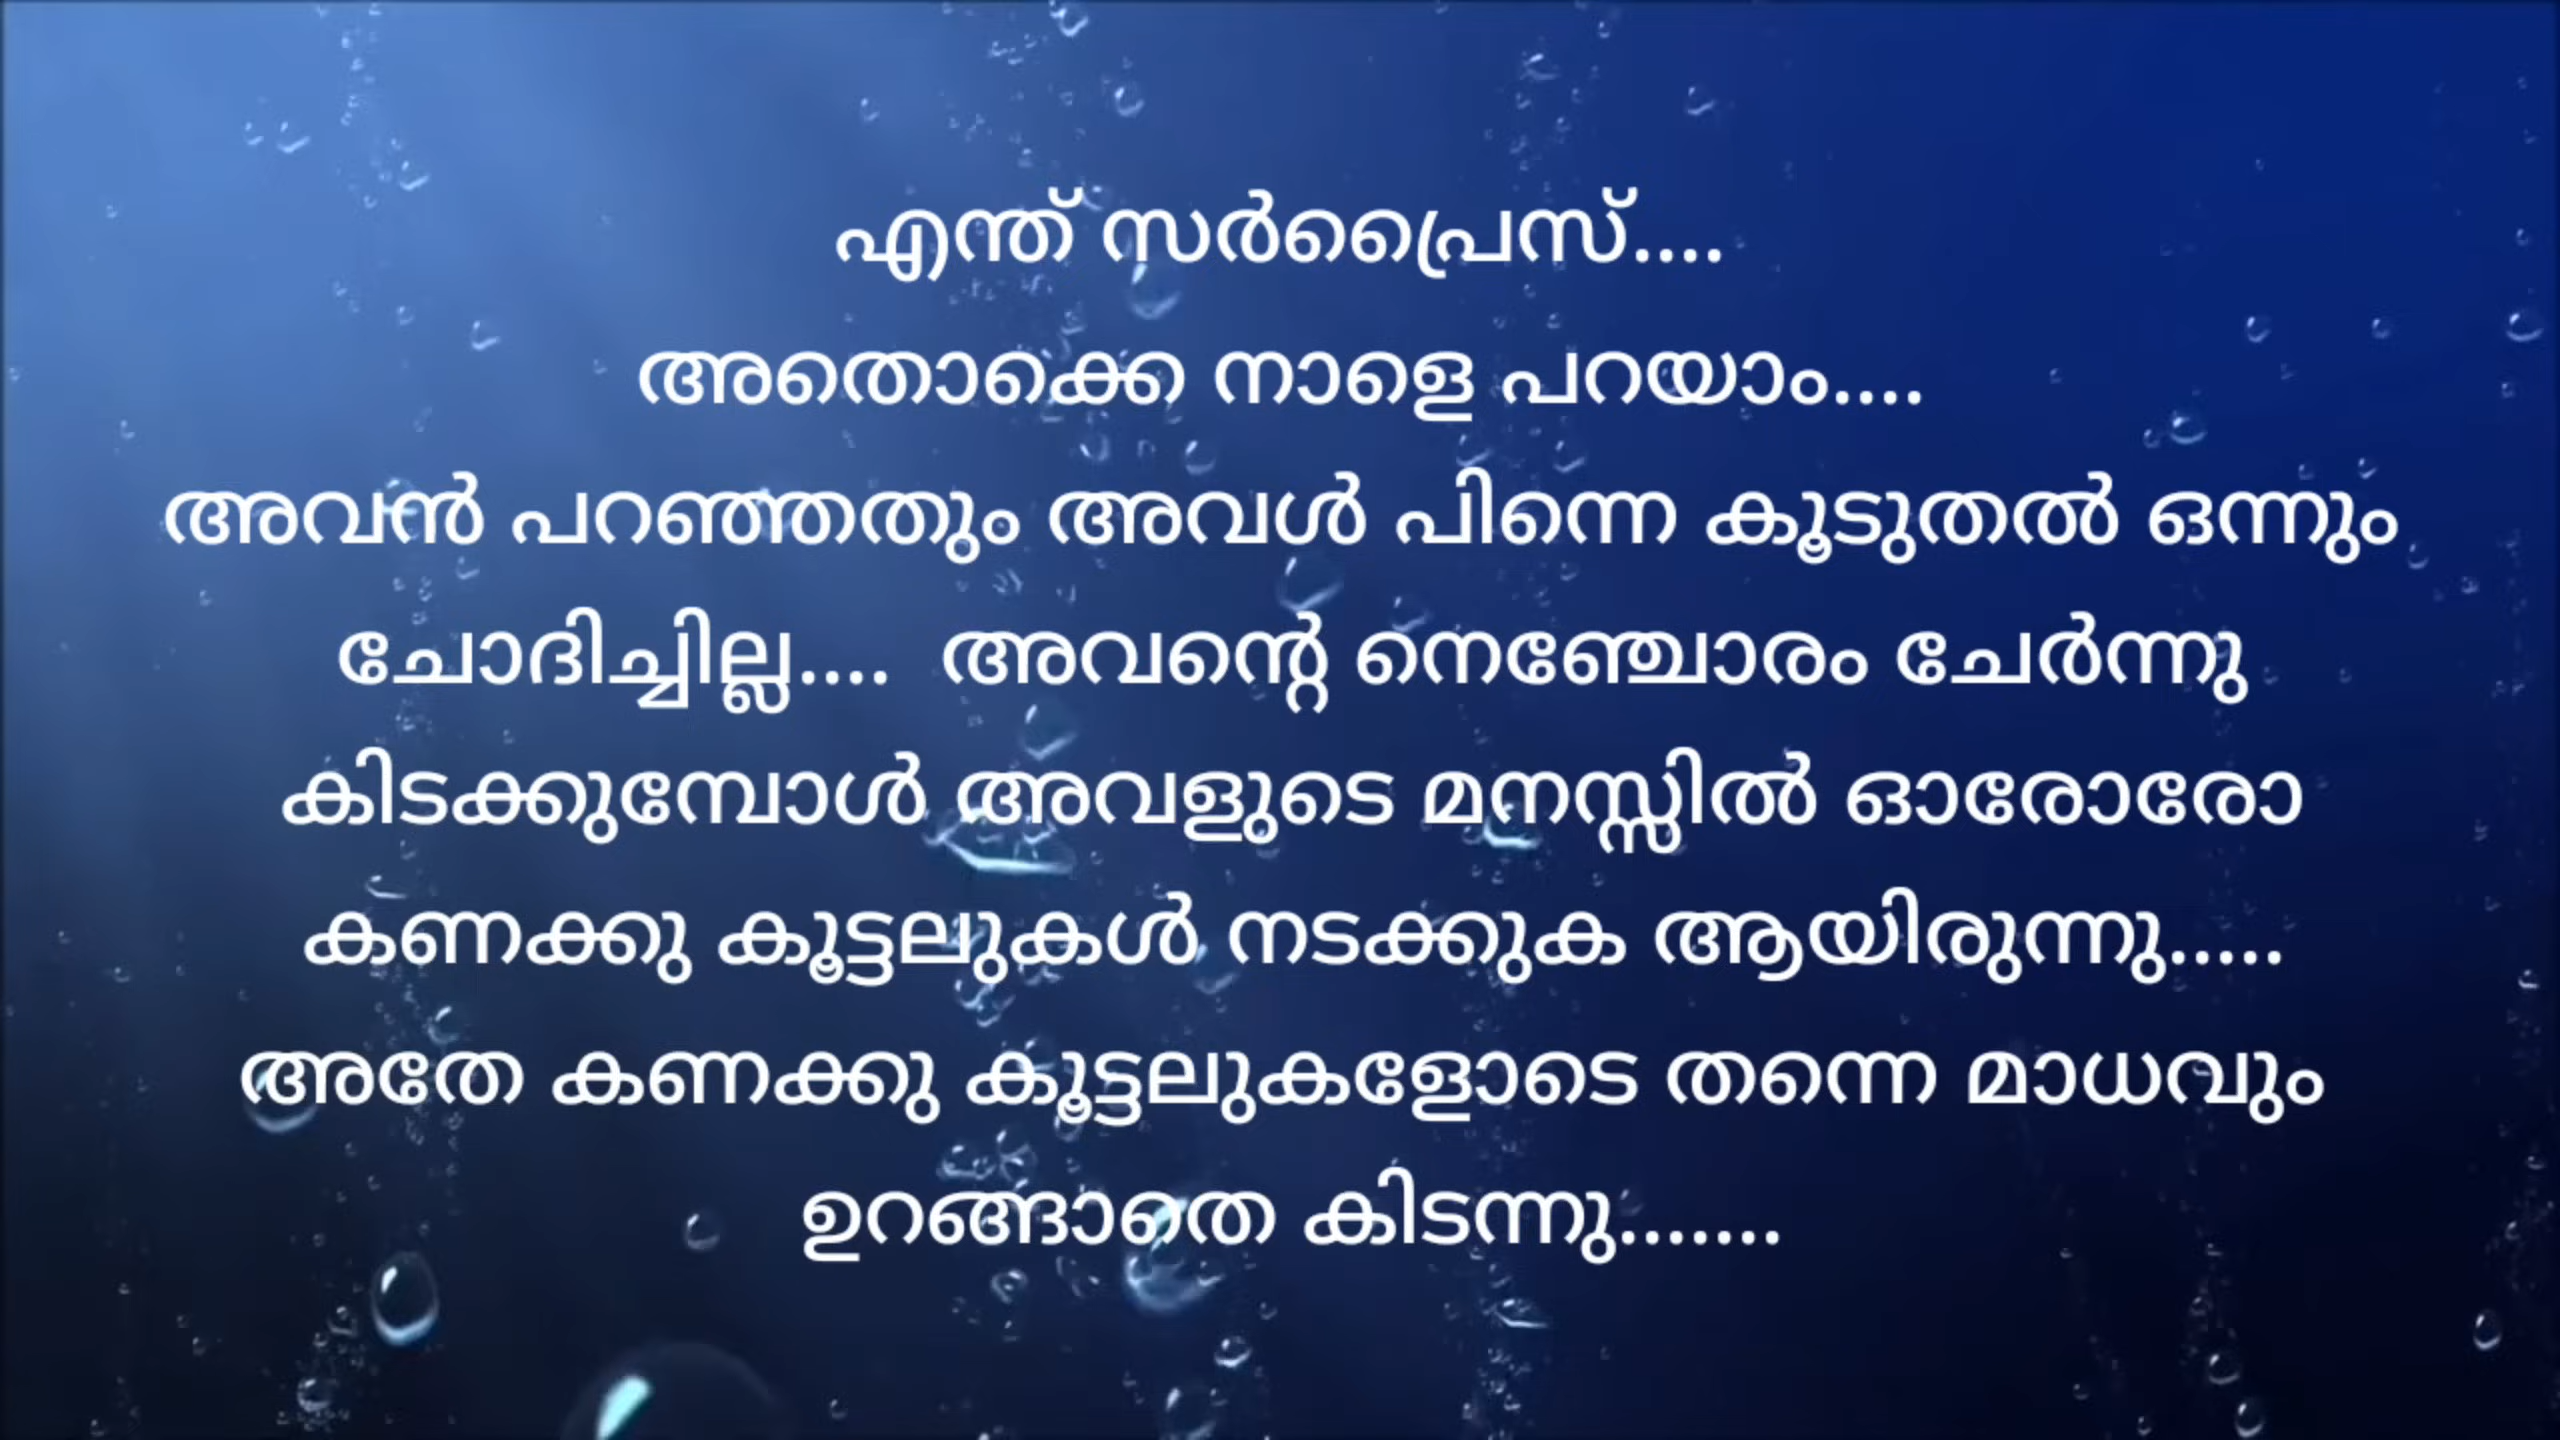 എന്ത് സർപ്രൈസ്....
അതൊക്കെ നാളെ പറയാം....
അവൻ പറഞ്ഞതും അവൾ പിന്നെ കൂടുതൽ ഒന്നും
ചോദിച്ചില്ല.... അവന്റെ നെഞ്ചോരം ചേർന്നു
കിടക്കുമ്പോൾ അവളുടെ മനസ്സിൽ ഓരോരോ
കണക്കു കൂട്ടലുകൾ നടക്കുക ആയിരുന്നു.....
അതേ കണക്കു കൂട്ടലുകളോടെ തന്നെ മാധവും
ഉറങ്ങാതെ കിടന്നു.......